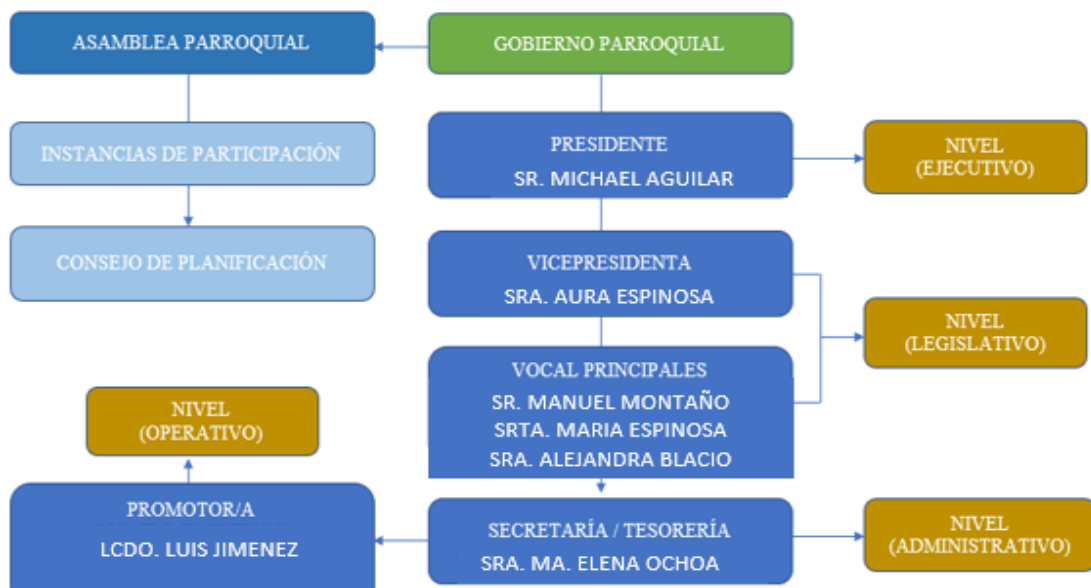 ASAMBLEA PARROQUIAL
GOBIERNO PARROQUIAL
INSTANCIAS DE PARTICIPACIÓN
PRESIDENTE
SR. MICHAEL AGUILAR
NIVEL
(EJECUTIVO)
CONSEJO DE PLANIFICACIÓN
VICEPRESIDENTA
SRA. AURA ESPINOSA
NIVEL
(LEGISLATIVO)
VOCAL PRINCIPALES
SR. MANUEL MONTAÑO
SRTA. MARIA ESPINOSA
SRA. ALEJANDRA BLACIO
NIVEL
(OPERATIVO)
PROMOTOR/A
LCDO. LUIS JIMENEZ
SECRETARÍA / TESORERÍA
SRA. MA. ELENA OCHOA
NIVEL
(ADMINISTRATIVO)